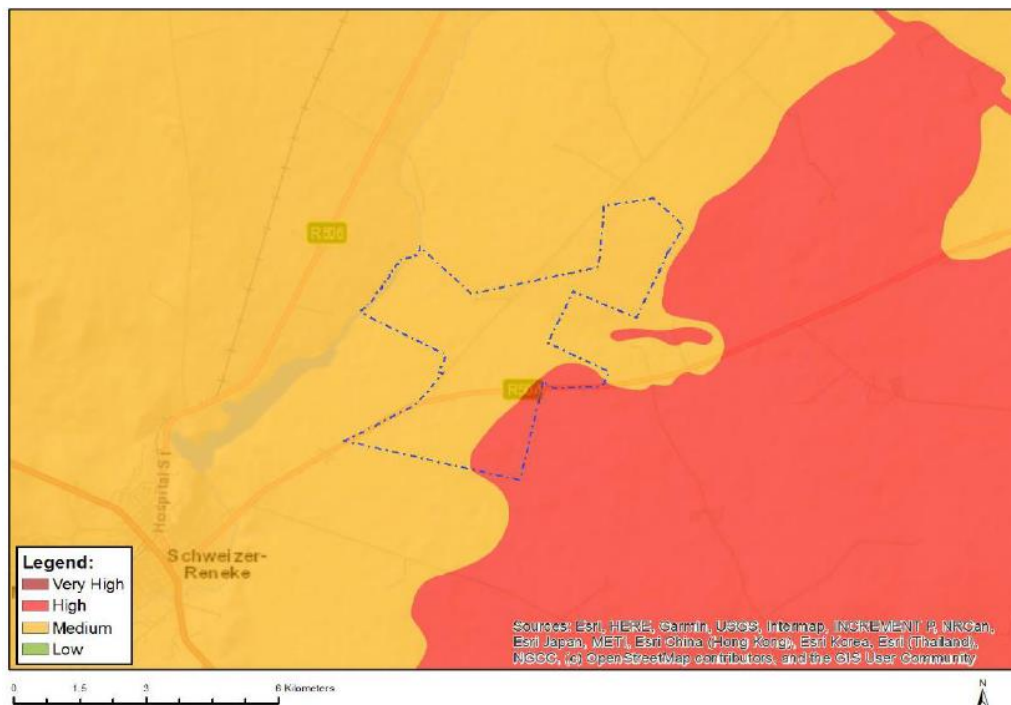 R506
R504
Hospital St
Schweizer-
Reneke
Legend:
Very High
High
Medium
Low
Sources: Esri, HERE, Garmin, USGS, Intermap, INCREMENT P, NRCan,
Esri Japan, METI, Esri China (Hong Kong), Esri Korea, Esri (Thailand),
NGCC, (c) OpenStreetMap contributors, and the GIS User Community
0 1.5 3 6 Kilometers
N